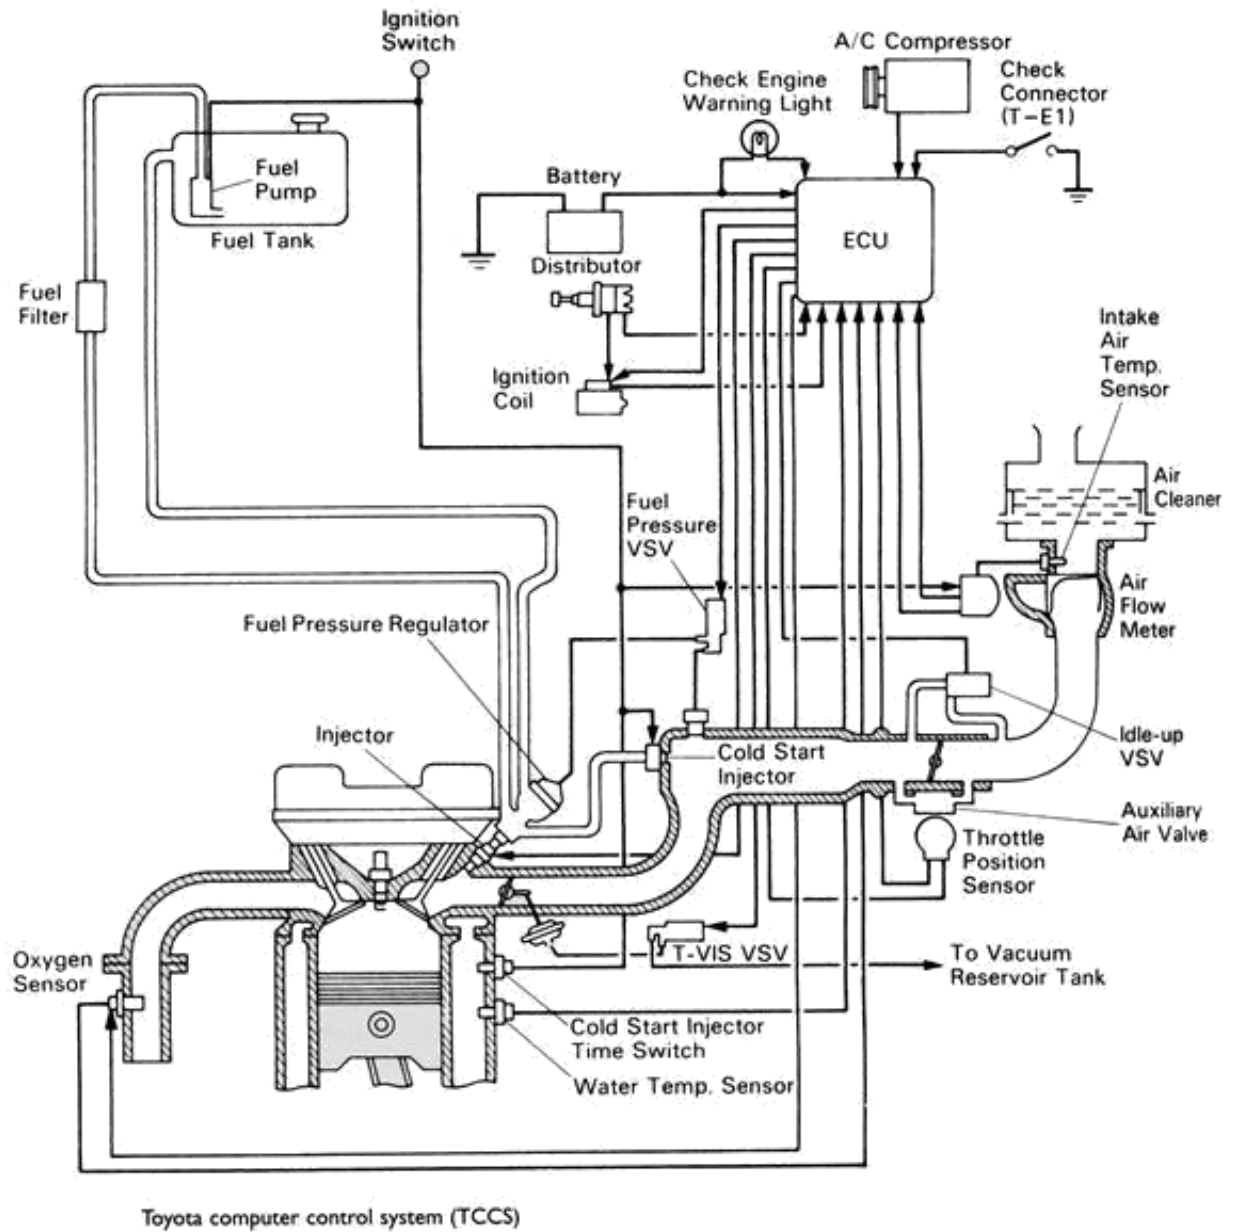 Ignition
Switch
A/C Compressor
Check Engine
Warning Light
Check
Connector
(T-E1)
Fuel
Pump
Battery
Fuel Tank
ECU
Distributor
Fuel
Filter
Intake
Air
Temp.
Sensor
Ignition
Coil
Air
Cleaner
Fuel
Pressure
VSV
Air
Flow
Meter
Fuel Pressure Regulator
Injector
Cold Start
Injector
Idle-up
VSV
Auxiliary
Air Valve
Throttle
Position
Sensor
Oxygen
Sensor
T-VIS VSV
To Vacuum
Reservoir Tank
Cold Start Injector
Time Switch
Water Temp. Sensor
Toyota computer control system (TCCS)